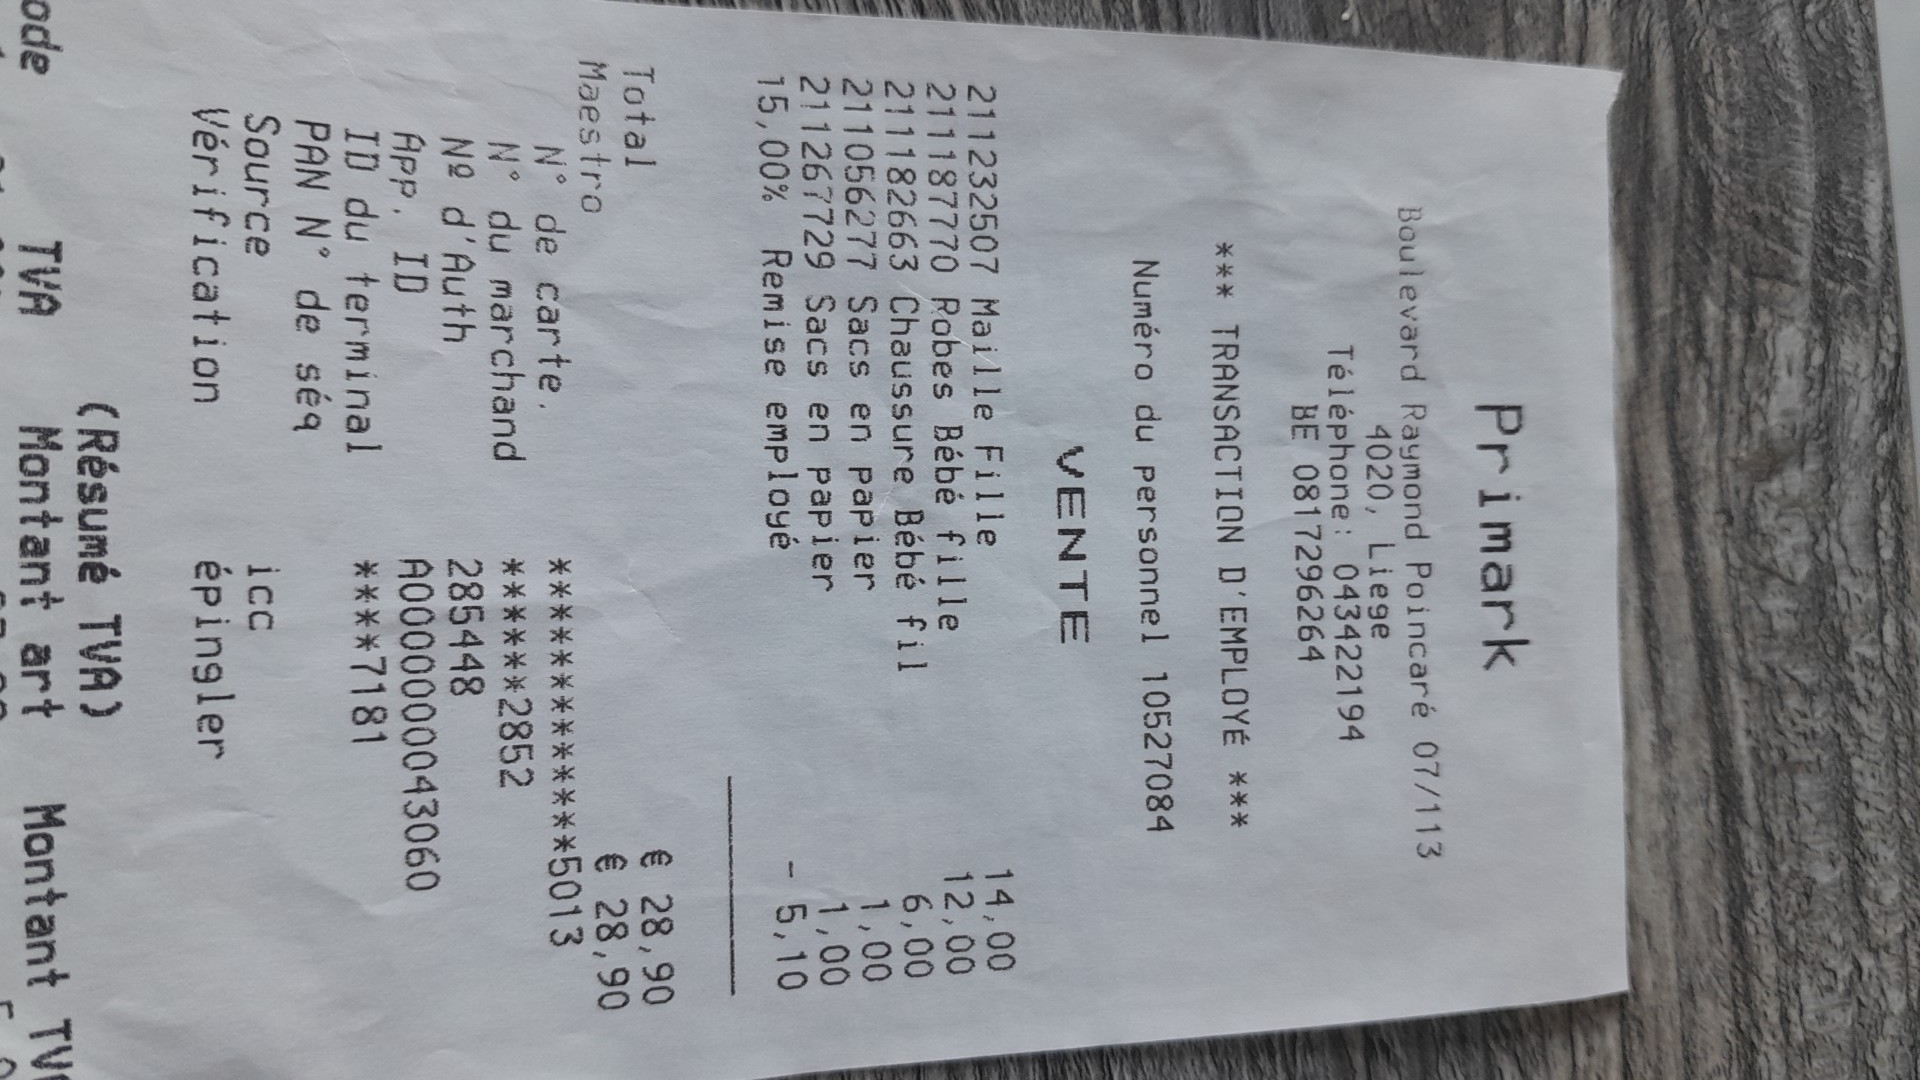 Primark
Boulevard Raymond Poincaré 07/113
4020, Liege
Téléphone: 043422194
BE 0817296264
*** TRANSACTION D'EMPLOYÉ ***
Numéro du personnel 10527084
VENTE
211232507 Maille Fille 14,00
211187770 Robes Bébé fille 12,00
211182663 Chaussure Bébé fil 6,00
211056277 Sacs en papier 1,00
211267729 Sacs en papier 1,00
15,00% Remise employé - 5,10
Total € 28,90
Maestro € 28,90
N° de carte. ***************5013
N° du marchand ******2852
Nº d'Auth 285448
App. ID A0000000043060
ID du terminal ****7181
PAN N° de séq
Source icc
Vérification épingler
(Résumé TVA)
ode TVA Montant art Montant TV